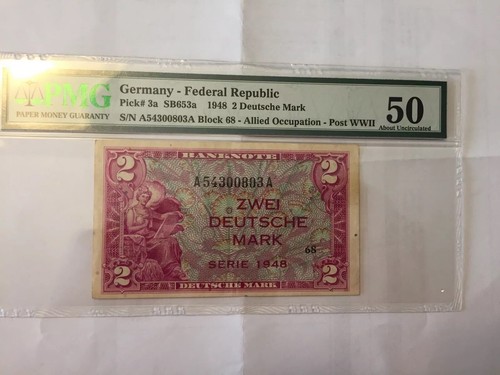 PMG
PAPER MONEY GUARANTY
Germany - Federal Republic
Pick# 3a SB653a 1948 2 Deutsche Mark
S/N A54300803A Block 68 - Allied Occupation - Post WWII
50
About Uncirculated
2 BANKNOTE 2
A54300803A
ZWEI
DEUTSCHE
MARK
68
SERIE 1948
2 DEUTSCHE MARK 2